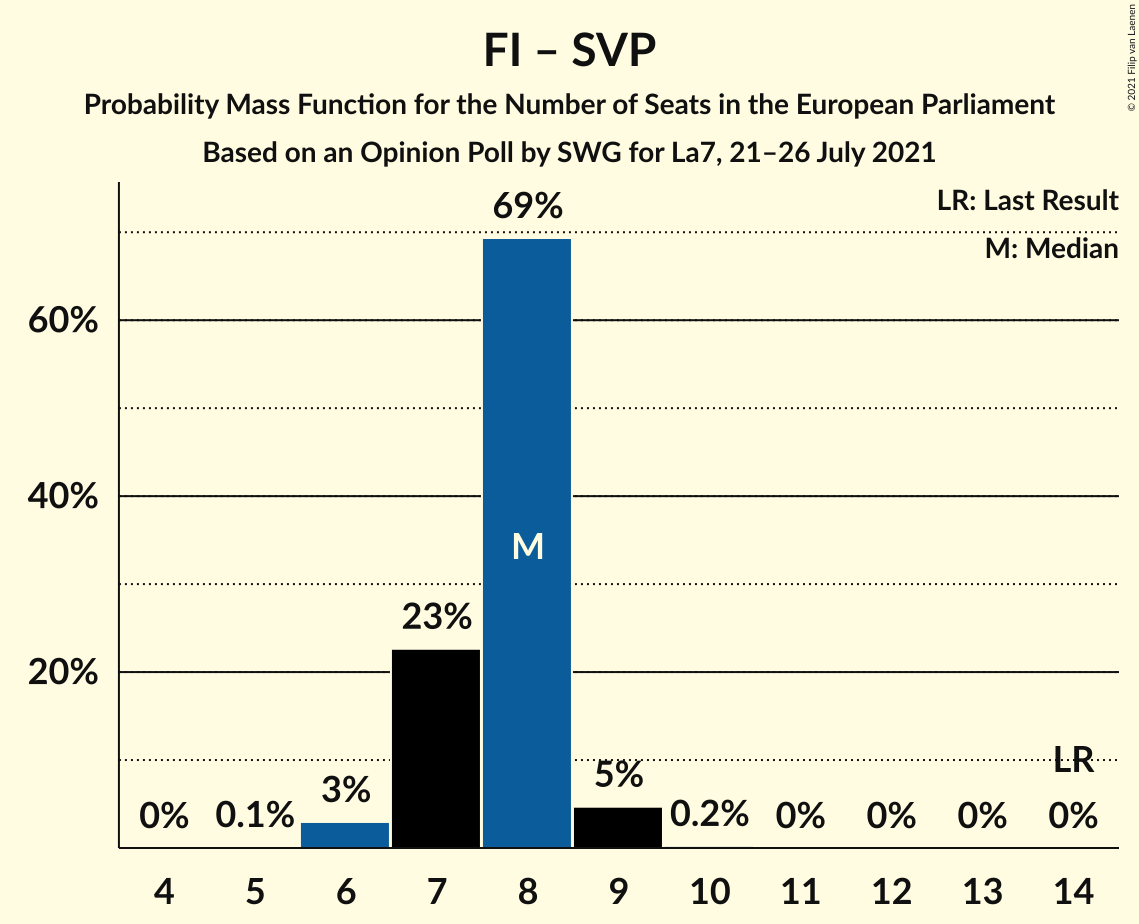 FI – SVP
Probability Mass Function for the Number of Seats in the European Parliament
Based on an Opinion Poll by SWG for La7, 21–26 July 2021
© 2021 Filip van Laenen
LR: Last Result
M: Median
69%
60%
40%
M
23%
20%
LR
0% 0.1% 3% 5% 0.2% 0% 0% 0% 0%
4 5 6 7 8 9 10 11 12 13 14